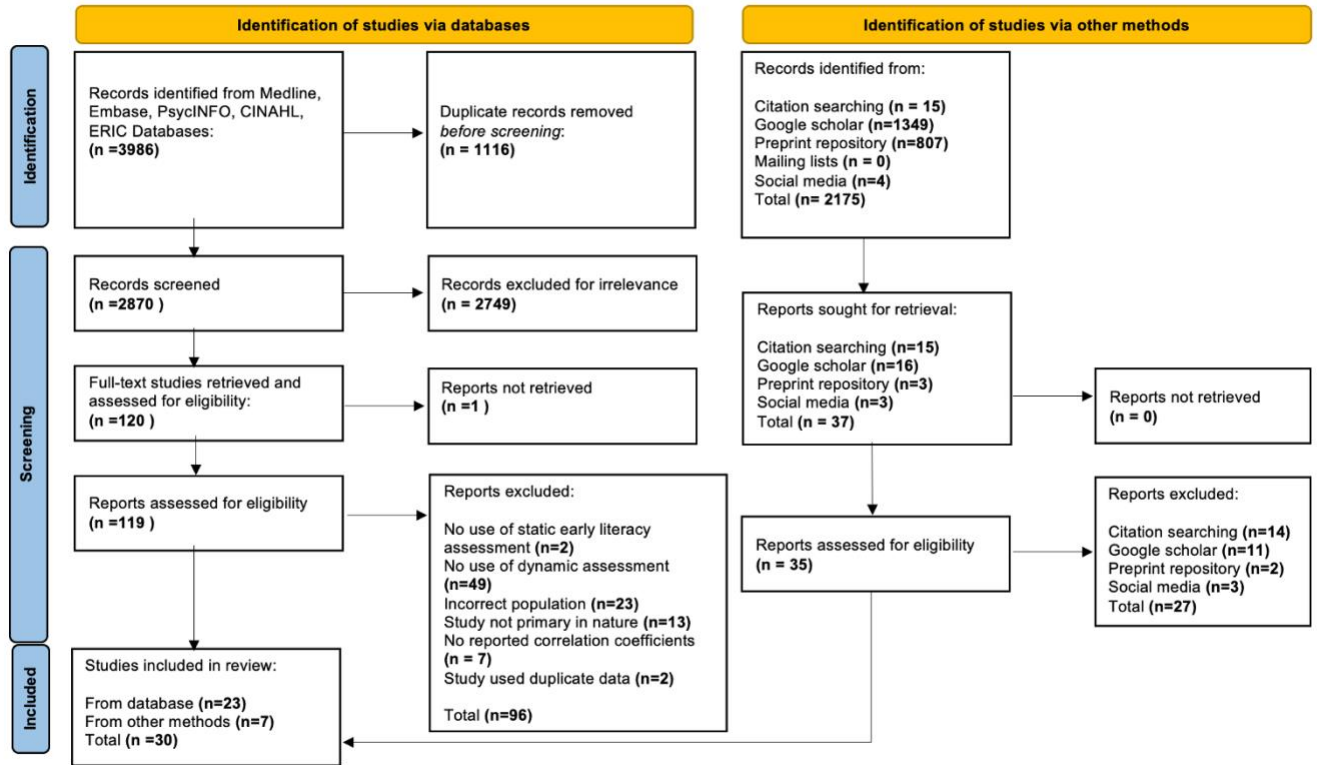 Identification of studies via databases
Identification of studies via other methods
Identification
Records identified from Medline,
Embase, PsycINFO, CINAHL,
ERIC Databases:
(n =3986)
Duplicate records removed
before screening:
(n = 1116)
Records identified from:
Citation searching (n = 15)
Google scholar (n=1349)
Preprint repository (n=807)
Mailing lists (n = 0)
Social media (n=4)
Total (n= 2175)
Screening
Records screened
(n =2870 )
Records excluded for irrelevance
(n = 2749)
Reports sought for retrieval:
Citation searching (n=15)
Google scholar (n=16)
Preprint repository (n=3)
Social media (n=3)
Total (n = 37)
Full-text studies retrieved and
assessed for eligibility:
(n =120 )
Reports not retrieved
(n =1 )
Reports not retrieved
(n = 0)
Reports assessed for eligibility
(n =119 )
Reports excluded:
No use of static early literacy
assessment (n=2)
No use of dynamic assessment
(n=49)
Incorrect population (n=23)
Study not primary in nature (n=13)
No reported correlation coefficients
(n = 7)
Study used duplicate data (n=2)
Total (n=96)
Reports assessed for eligibility
(n = 35)
Reports excluded:
Citation searching (n=14)
Google scholar (n=11)
Preprint repository (n=2)
Social media (n=3)
Total (n=27)
Included
Studies included in review:
From database (n=23)
From other methods (n=7)
Total (n =30)